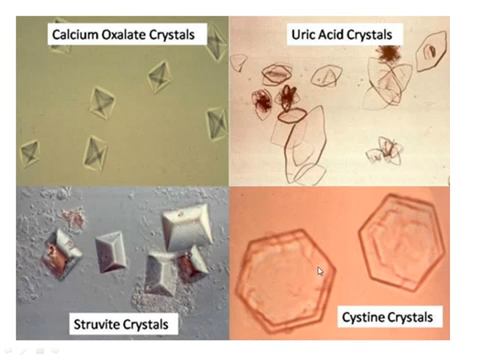 Calcium Oxalate Crystals
Uric Acid Crystals
Struvite Crystals
Cystine Crystals